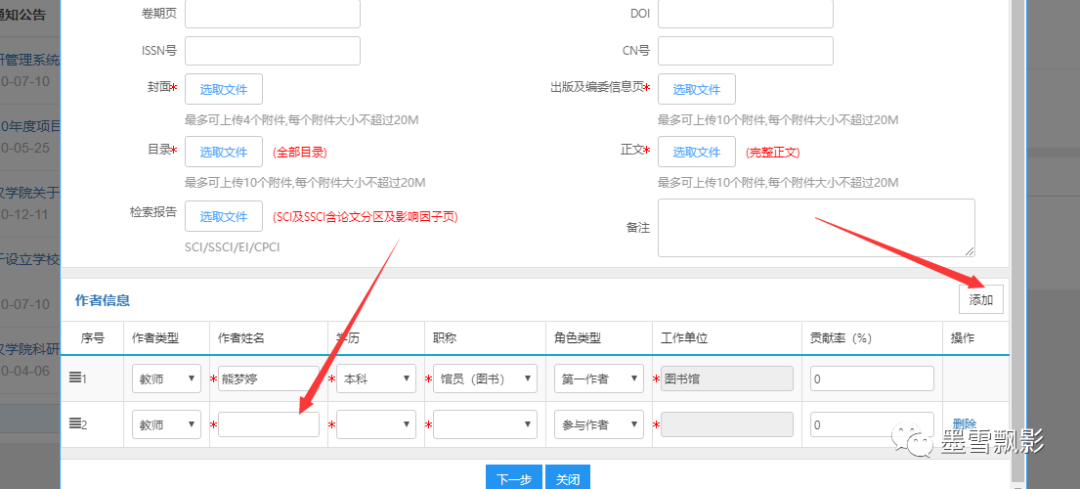 通知公告
研管理系统
0-07-10
0年度项目
0-05-25
汉学院关于
0-12-11
于设立学校
0-07-10
汉学院科研
0-04-06
卷期页
DOI
ISSN号
CN号
封面* 选取文件
出版及编委信息页* 选取文件
最多可上传4个附件,每个附件大小不超过20M
最多可上传10个附件,每个附件大小不超过20M
目录* 选取文件 (全部目录)
正文* 选取文件 (完整正文)
最多可上传10个附件,每个附件大小不超过20M
最多可上传10个附件,每个附件大小不超过20M
检索报告 选取文件 (SCI及SSCI含论文分区及影响因子页)
备注
SCI/SSCI/EI/CPCI
作者信息
添加
序号 作者类型 作者姓名 学历 职称 角色类型 工作单位 贡献率（%） 操作
1 教师 * 熊梦婷 * 本科 * 馆员（图书） 第一作者 * 图书馆 0
2 教师 * * * 参与作者 * 0 删除
墨雪飘影
下一步 关闭